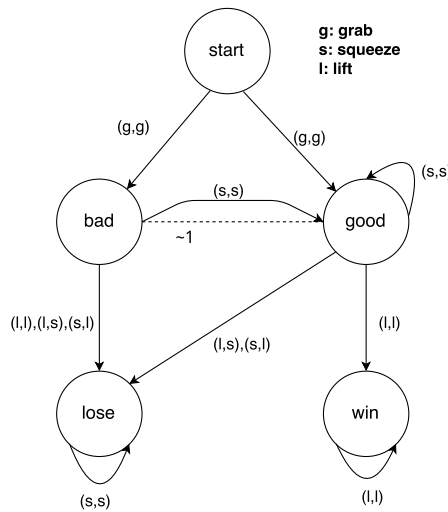 g: grab
s: squeeze
l: lift
start
(g,g)
(g,g)
(s,s)
(s,s)
bad
good
~1
(l,l),(l,s),(s,l)
(l,s),(s,l)
(l,l)
lose
win
(s,s)
(l,l)